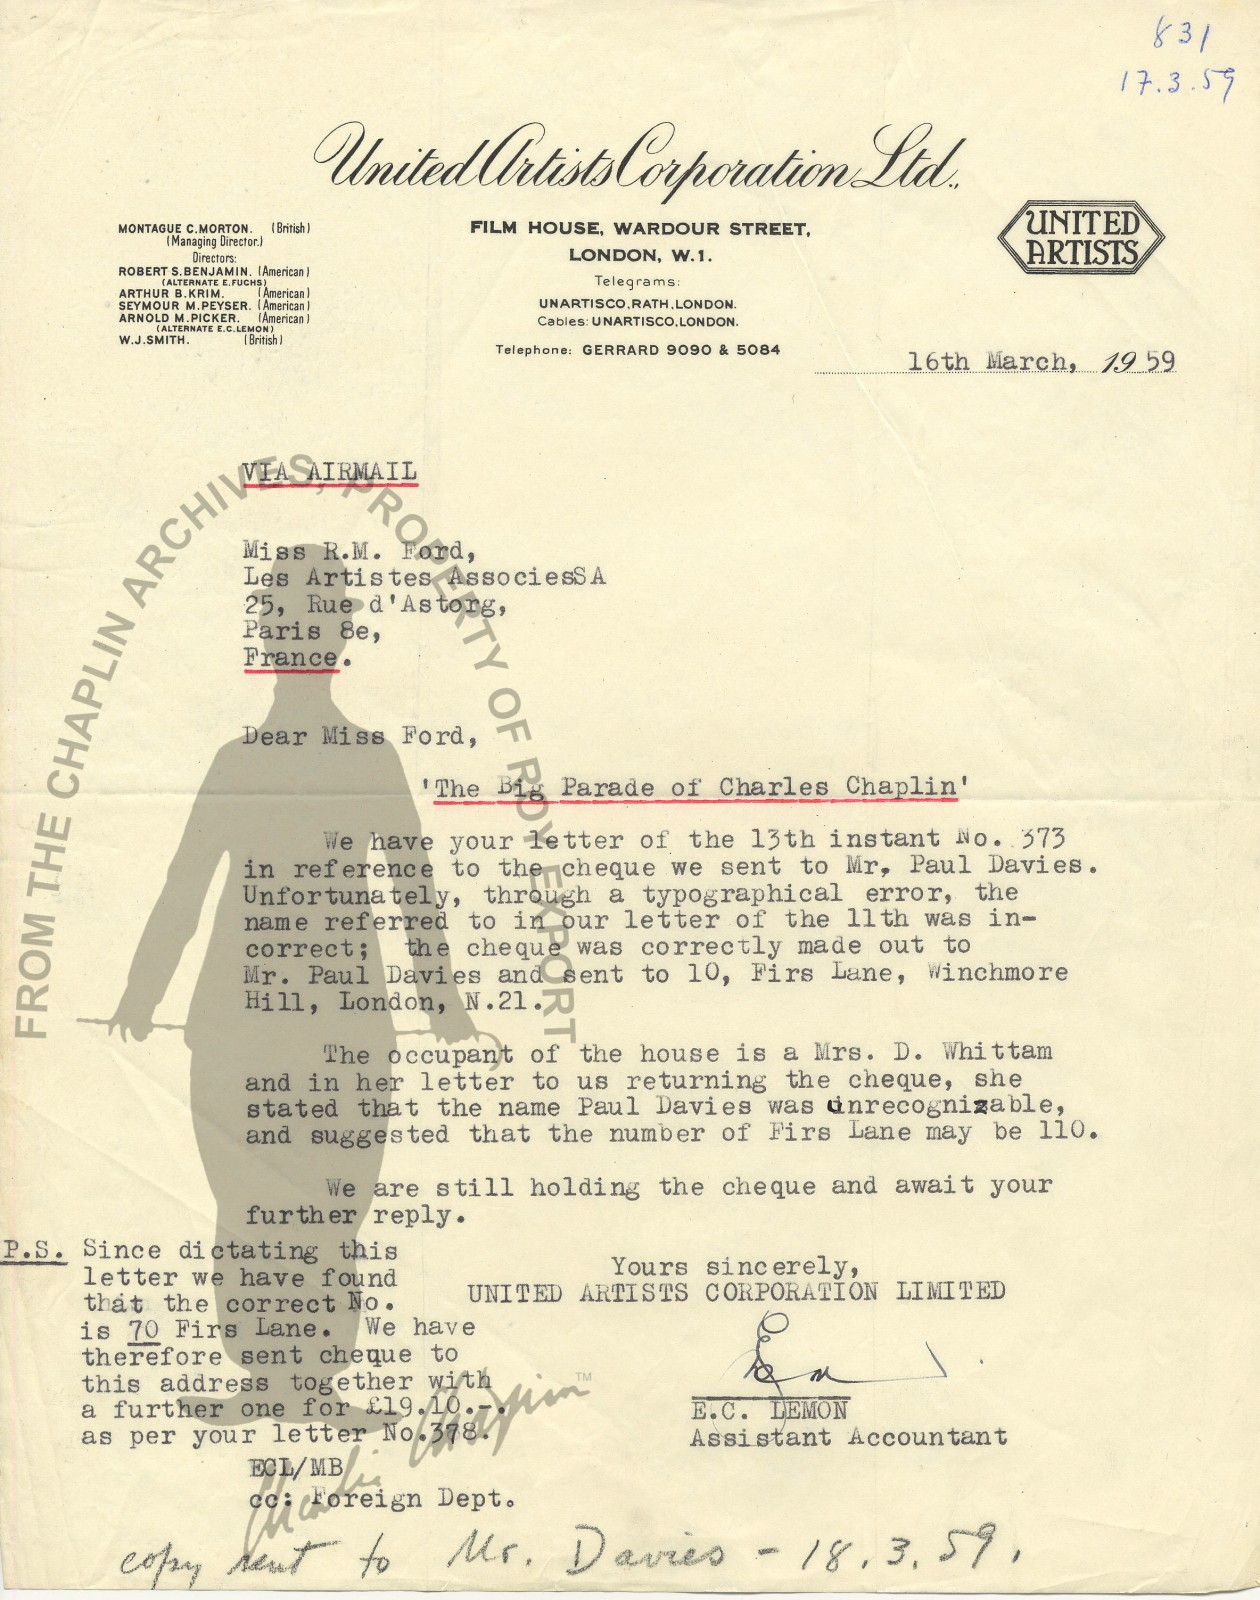 831
17.3.59
United Artists Corporation Ltd.,
MONTAGUE C. MORTON. (British)
(Managing Director.)
Directors:
ROBERT S. BENJAMIN. (American)
(ALTERNATE E. FUCHS)
ARTHUR B. KRIM. (American)
SEYMOUR M. PEYSER. (American)
ARNOLD M. PICKER. (American)
(ALTERNATE E.C. LEMON)
W. J. SMITH. (British)
FILM HOUSE, WARDOUR STREET,
LONDON, W.1.
Telegrams:
UNARTISCO, RATH, LONDON.
Cables: UNARTISCO, LONDON.
Telephone: GERRARD 9090 & 5084
UNITED
ARTISTS
16th March, 1959
VIA AIRMAIL
Miss R.M. Ford,
Les Artistes AssociesSA
25, Rue d'Astorg,
Paris 8e,
France.
Dear Miss Ford,
'The Big Parade of Charles Chaplin'
We have your letter of the 13th instant No. 373
in reference to the cheque we sent to Mr. Paul Davies.
Unfortunately, through a typographical error, the
name referred to in our letter of the 11th was in-
correct; the cheque was correctly made out to
Mr. Paul Davies and sent to 10, Firs Lane, Winchmore
Hill, London, N.21.
The occupant of the house is a Mrs. D. Whittam
and in her letter to us returning the cheque, she
stated that the name Paul Davies was unrecognizable,
and suggested that the number of Firs Lane may be 110.
We are still holding the cheque and await your
further reply.
P.S. Since dictating this
letter we have found
that the correct No.
is 70 Firs Lane. We have
therefore sent cheque to
this address together with
a further one for £19.10.-.
as per your letter No.378.
Yours sincerely,
UNITED ARTISTS CORPORATION LIMITED
E.C. LEMON
Assistant Accountant
ECL/MB
cc: Foreign Dept.
copy sent to Mr. Davies - 18.3.59.
FROM THE CHAPLIN ARCHIVES, PROPERTY OF ROY EXPORT
Charlie Chaplin™